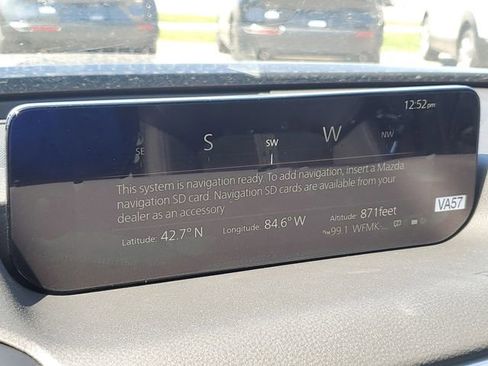 12:52pm
SE S SW W NW
This system is navigation ready. To add navigation, insert a Mazda
navigation SD card. Navigation SD cards are available from your
dealer as an accessory
VA57
Latitude: 42.7° N Longitude: 84.6° W Altitude: 871feet
FM 99.1 WFMK